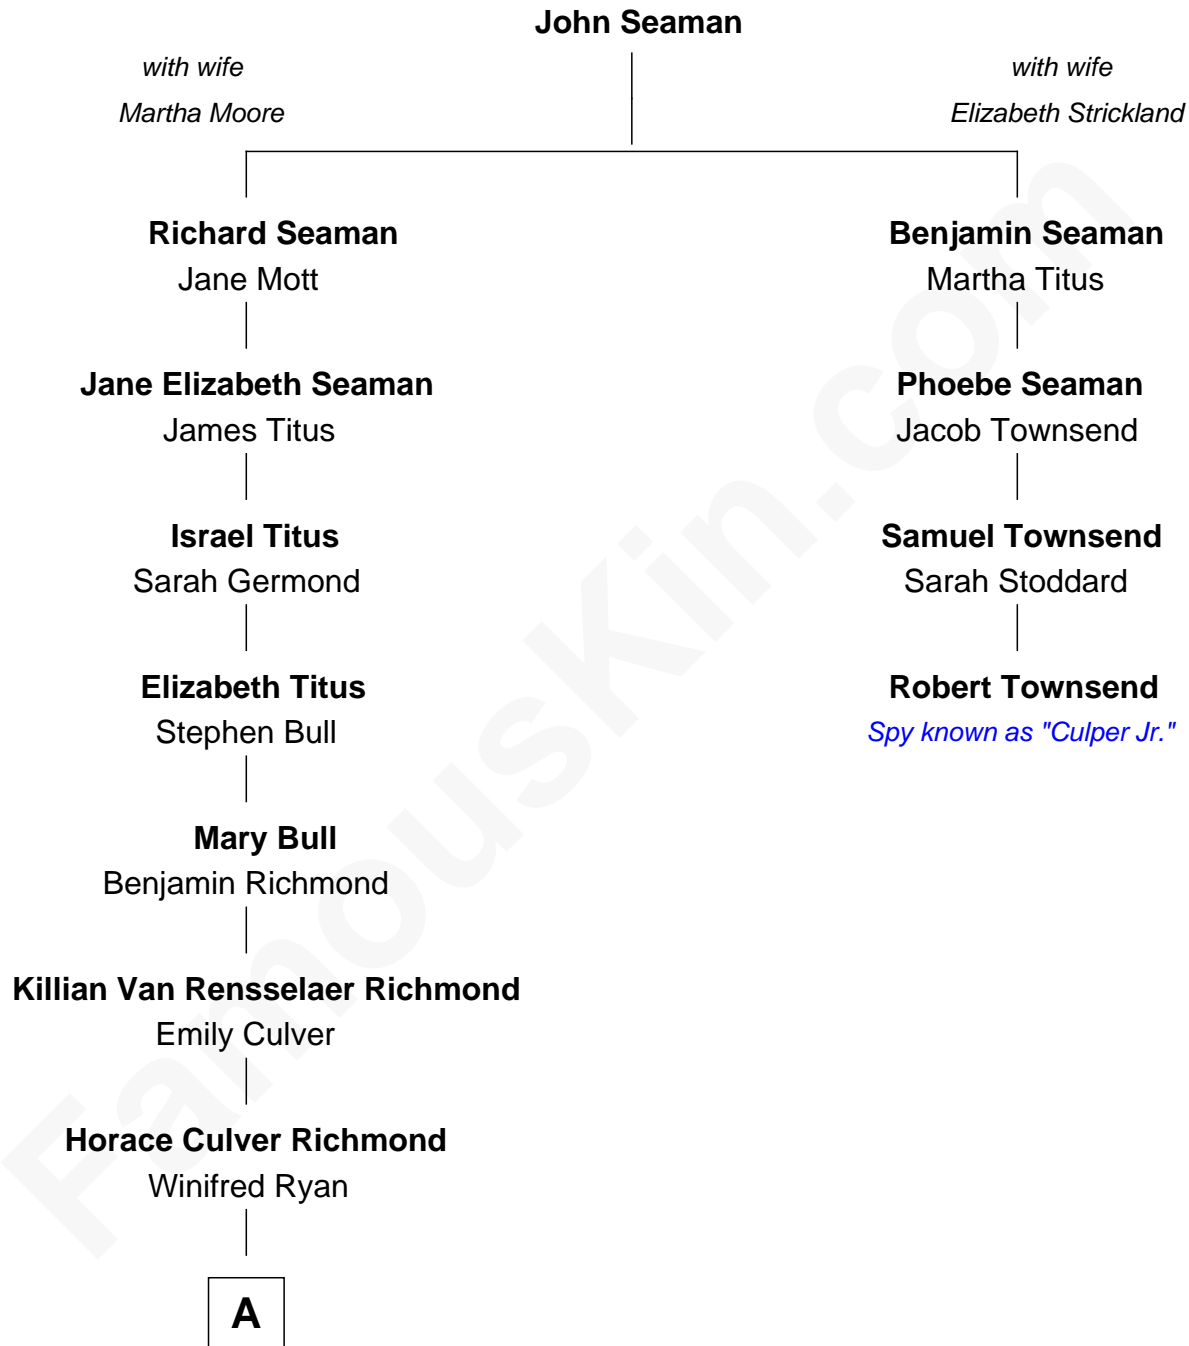 John Seaman
with wife
Martha Moore
with wife
Elizabeth Strickland
Richard Seaman
Jane Mott
Benjamin Seaman
Martha Titus
Jane Elizabeth Seaman
James Titus
Phoebe Seaman
Jacob Townsend
Israel Titus
Sarah Germond
Samuel Townsend
Sarah Stoddard
Elizabeth Titus
Stephen Bull
Robert Townsend
Spy known as "Culper Jr."
Mary Bull
Benjamin Richmond
Killian Van Rensselaer Richmond
Emily Culver
Horace Culver Richmond
Winifred Ryan
A
FamousKin.com